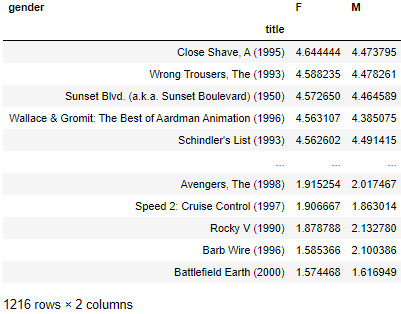 gender F M
title
Close Shave, A (1995) 4.644444 4.473795
Wrong Trousers, The (1993) 4.588235 4.478261
Sunset Blvd. (a.k.a. Sunset Boulevard) (1950) 4.572650 4.464589
Wallace & Gromit: The Best of Aardman Animation (1996) 4.563107 4.385075
Schindler's List (1993) 4.562602 4.491415
... ... ...
Avengers, The (1998) 1.915254 2.017467
Speed 2: Cruise Control (1997) 1.906667 1.863014
Rocky V (1990) 1.878788 2.132780
Barb Wire (1996) 1.585366 2.100386
Battlefield Earth (2000) 1.574468 1.616949
1216 rows × 2 columns